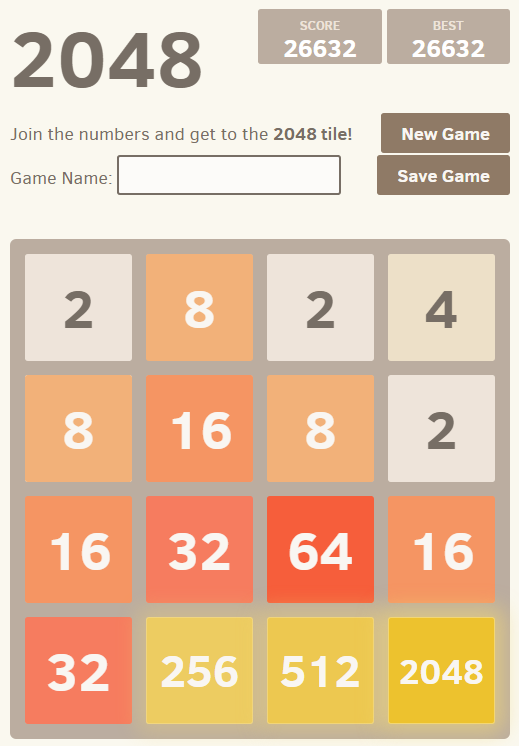 2048
SCORE
26632
BEST
26632
Join the numbers and get to the 2048 tile!
New Game
Game Name:
Save Game
2 8 2 4
8 16 8 2
16 32 64 16
32 256 512 2048